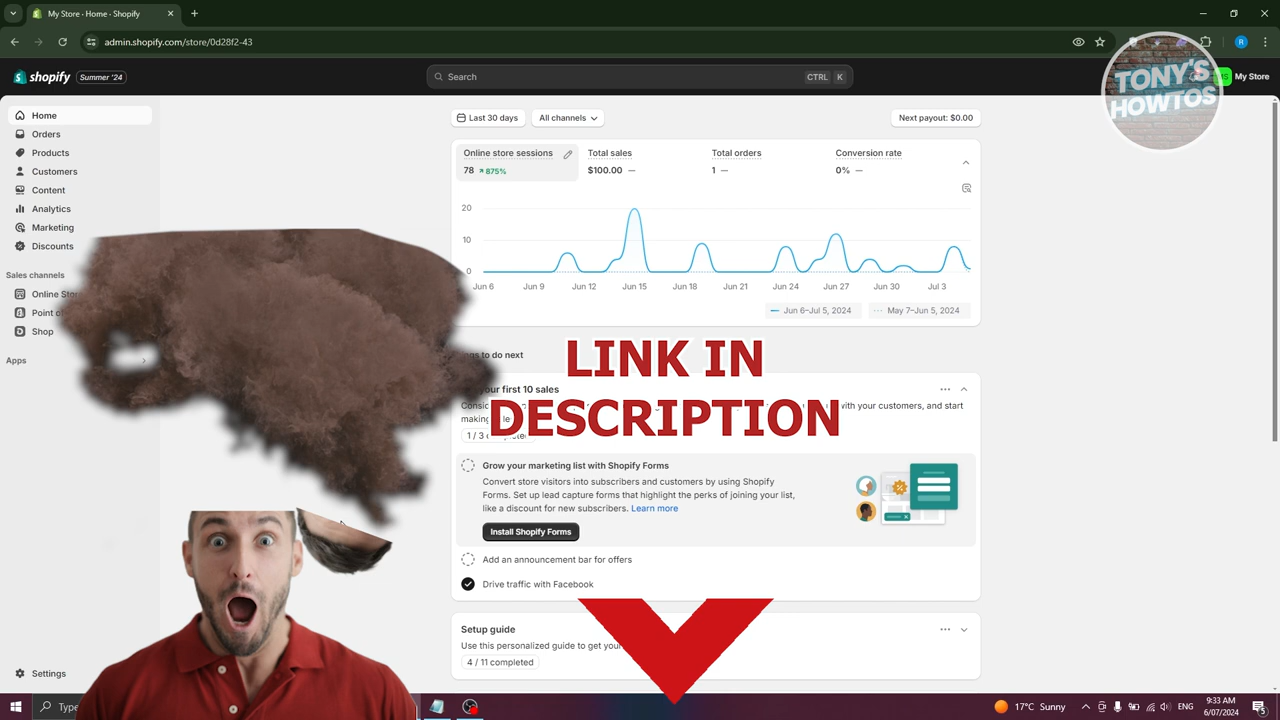 My Store · Home · Shopify
admin.shopify.com/store/0d28f2-43
shopify
Summer '24
Search
CTRL
K
My Store
TONY'S
HOWTOS
Home
Orders
Products
Customers
Content
Analytics
Marketing
Discounts
Sales channels
Online
Point
Shop
Apps
Settings
Last 30 days
All channels
Next payout: $0.00
Online store sessions
78
875%
Total sales
$100.00 —
Total orders
1 —
Conversion rate
0% —
20
10
0
Jun 6
Jun 9
Jun 12
Jun 15
Jun 18
Jun 21
Jun 24
Jun 27
Jun 30
Jul 3
Jun 6–Jul 5, 2024
May 7–Jun 5, 2024
to do next
LINK IN
DESCRIPTION
your first 10 sales
with your customers, and start
making
1 / 3
Grow your marketing list with Shopify Forms
Convert store visitors into subscribers and customers by using Shopify
Forms. Set up lead capture forms that highlight the perks of joining your list,
like a discount for new subscribers. Learn more
Install Shopify Forms
Add an announcement bar for offers
Drive traffic with Facebook
Setup guide
Use this personalized guide to get
4 / 11 completed
Type
17°C Sunny
ENG
9:33 AM
6/07/2024